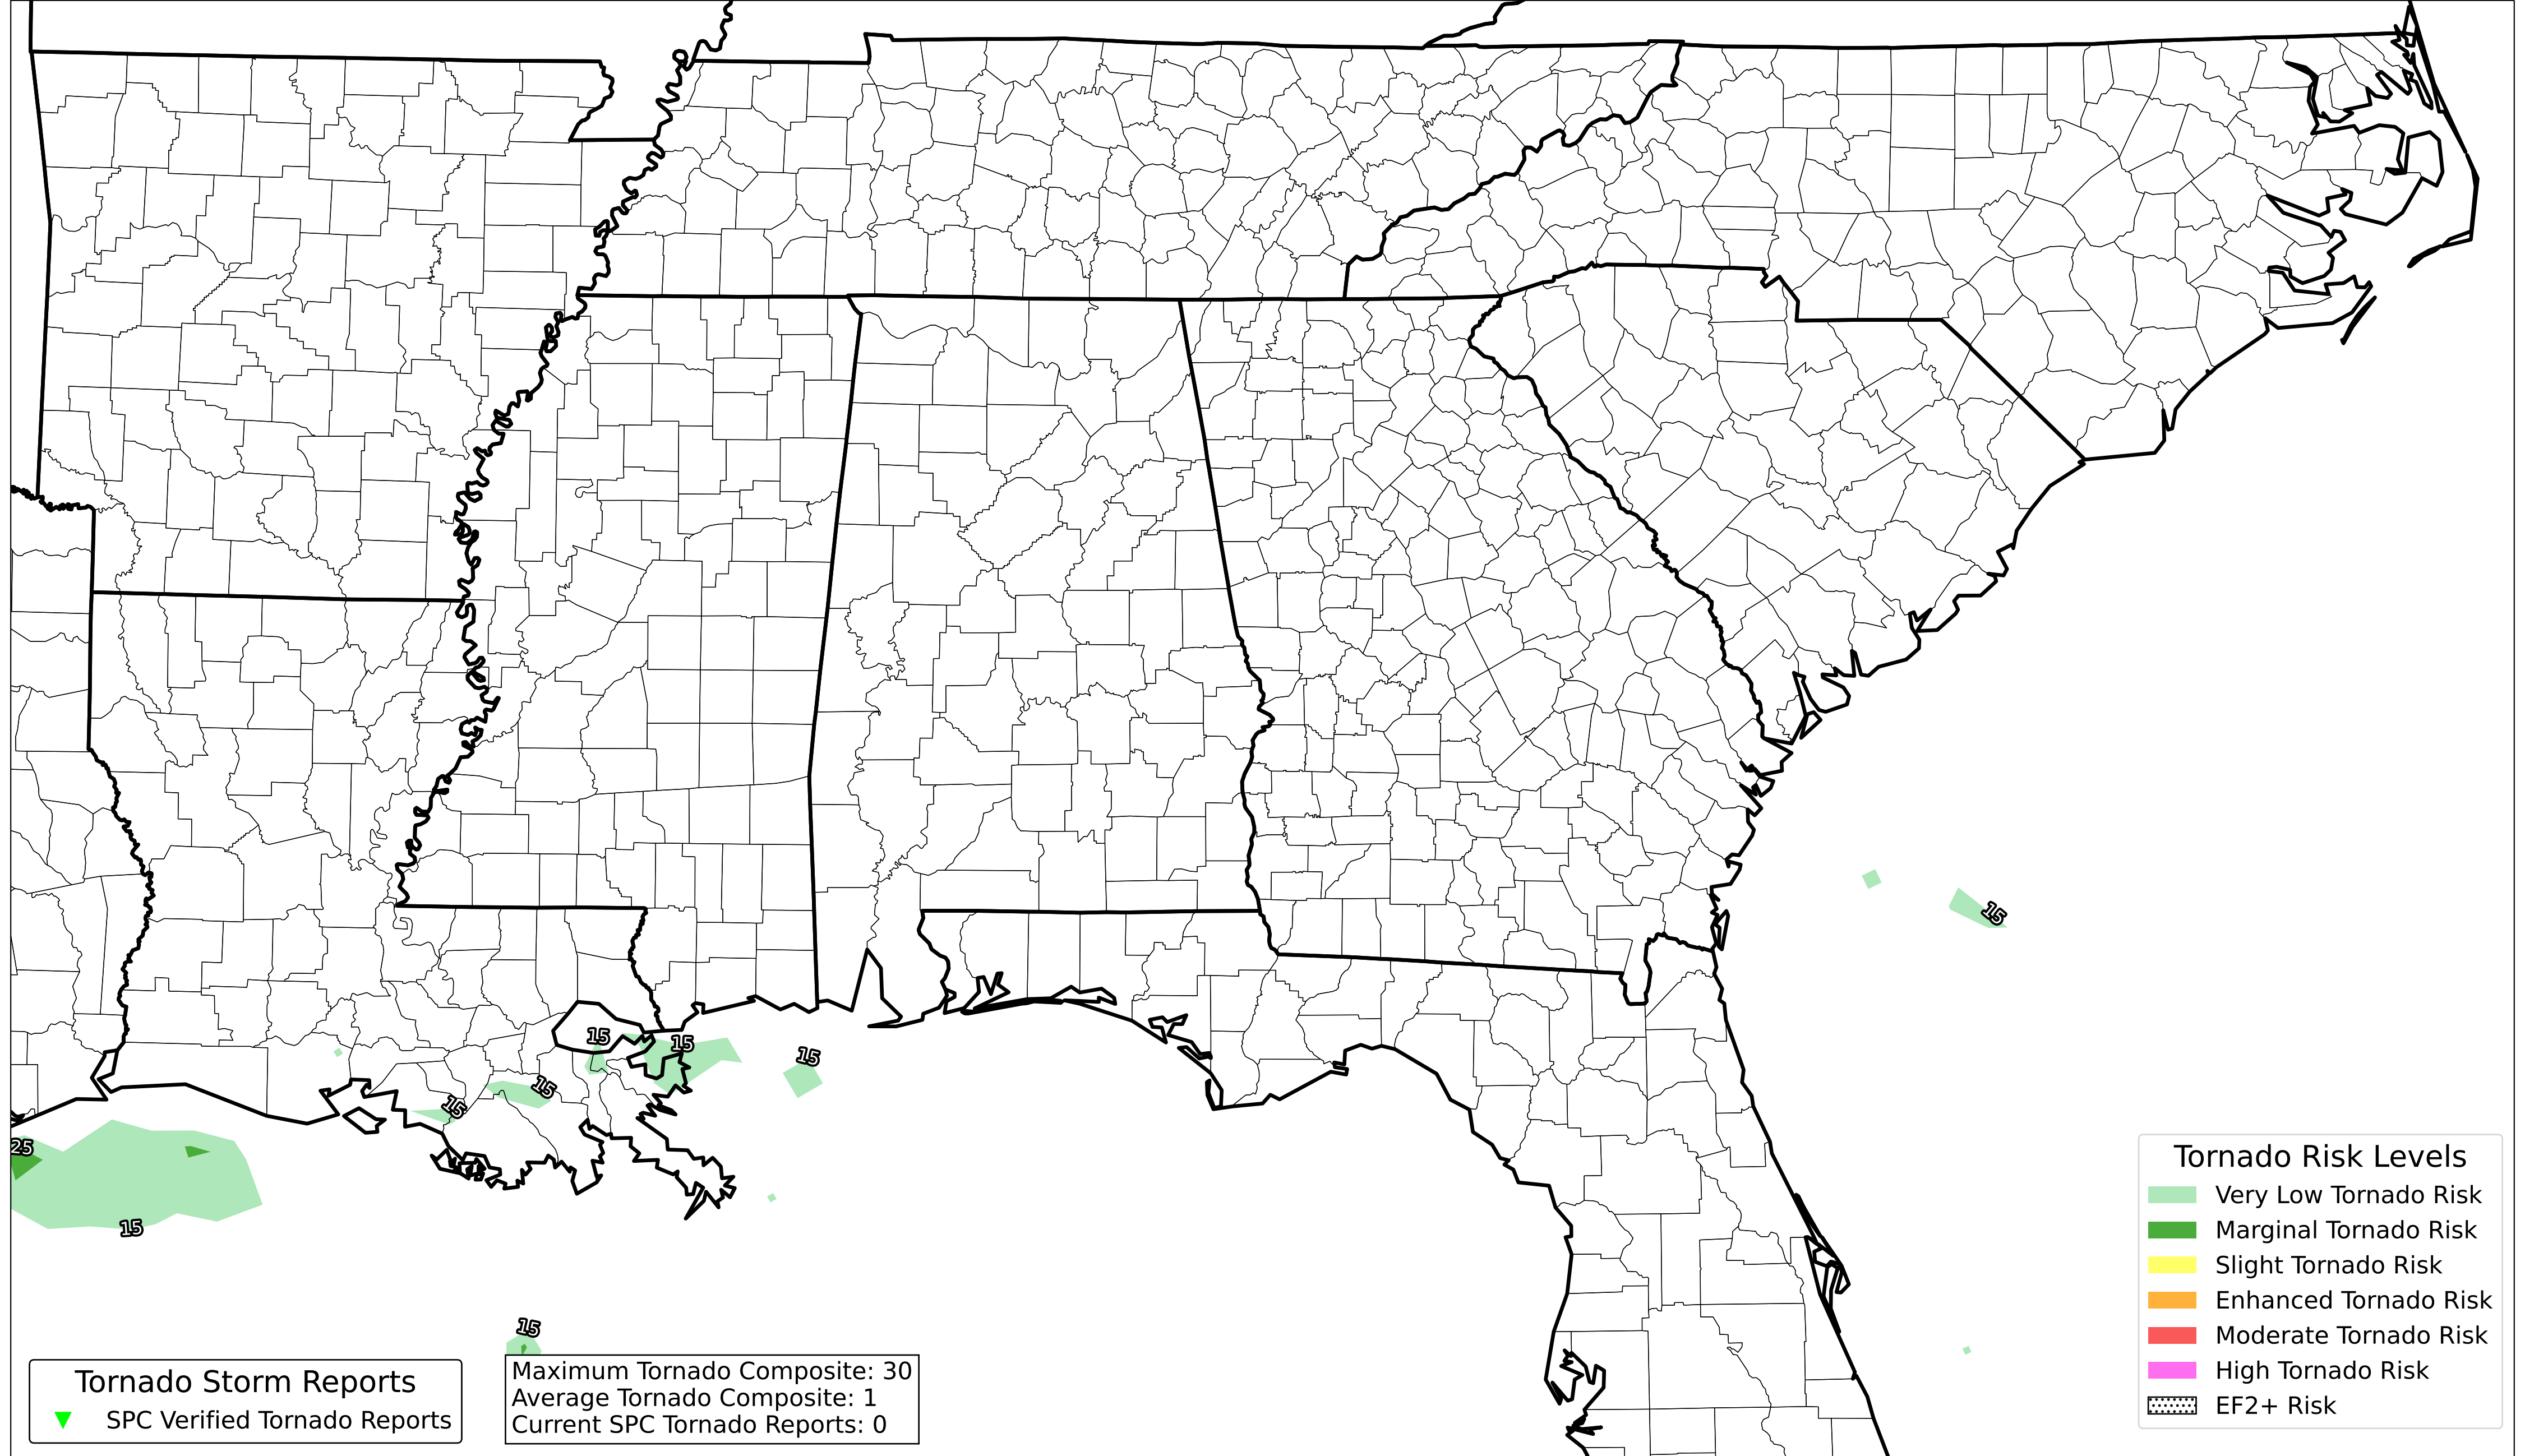 15
15
15
15
15
15
25
15
15
Tornado Risk Levels
Very Low Tornado Risk
Marginal Tornado Risk
Slight Tornado Risk
Enhanced Tornado Risk
Moderate Tornado Risk
High Tornado Risk
EF2+ Risk
Tornado Storm Reports
SPC Verified Tornado Reports
Maximum Tornado Composite: 30
Average Tornado Composite: 1
Current SPC Tornado Reports: 0